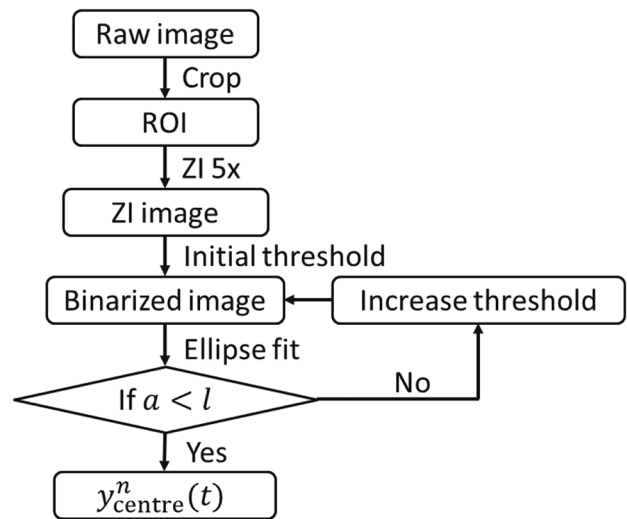 Raw image
Crop
ROI
ZI 5x
ZI image
Initial threshold
Binarized image
Increase threshold
Ellipse fit
If a < l
No
Yes
yⁿcentre(t)